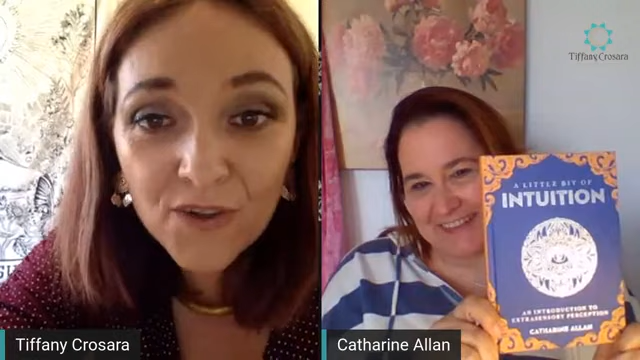 Tiffany Crosara
A LITTLE BIT OF
INTUITION
AN INTRODUCTION TO
EXTRASENSORY PERCEPTION
CATHARINE ALLAN
Tiffany Crosara
Catharine Allan